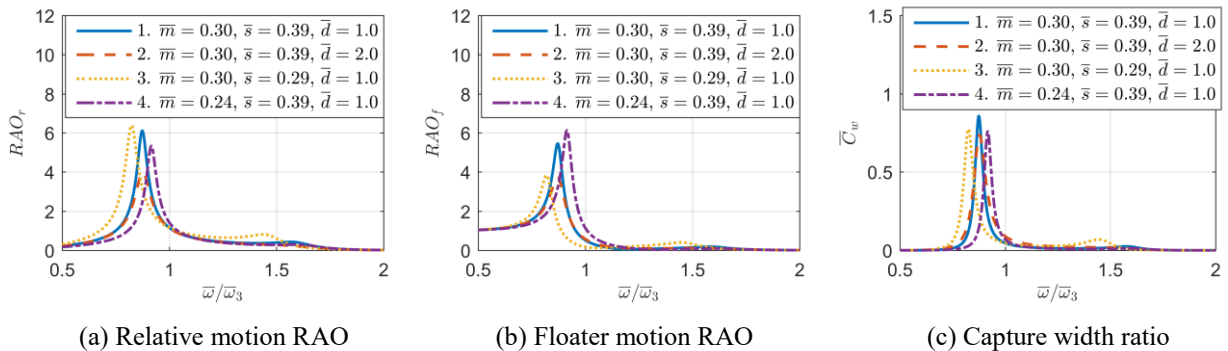 1. m̅ = 0.30, s̅ = 0.39, d̅ = 1.0
2. m̅ = 0.30, s̅ = 0.39, d̅ = 2.0
3. m̅ = 0.30, s̅ = 0.29, d̅ = 1.0
4. m̅ = 0.24, s̅ = 0.39, d̅ = 1.0
12
10
8
6
4
2
0
RAO_r
0.5 1 1.5 2
ω̅/ω̅₃
(a) Relative motion RAO
1. m̅ = 0.30, s̅ = 0.39, d̅ = 1.0
2. m̅ = 0.30, s̅ = 0.39, d̅ = 2.0
3. m̅ = 0.30, s̅ = 0.29, d̅ = 1.0
4. m̅ = 0.24, s̅ = 0.39, d̅ = 1.0
12
10
8
6
4
2
0
RAO_f
0.5 1 1.5 2
ω̅/ω̅₃
(b) Floater motion RAO
1. m̅ = 0.30, s̅ = 0.39, d̅ = 1.0
2. m̅ = 0.30, s̅ = 0.39, d̅ = 2.0
3. m̅ = 0.30, s̅ = 0.29, d̅ = 1.0
4. m̅ = 0.24, s̅ = 0.39, d̅ = 1.0
1.5
1
0.5
0
C̅_w
0.5 1 1.5 2
ω̅/ω̅₃
(c) Capture width ratio